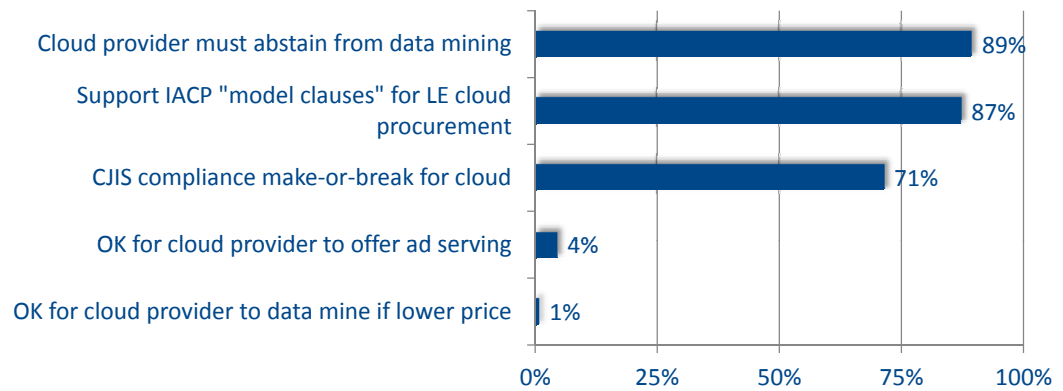 Cloud provider must abstain from data mining
89%
Support IACP "model clauses" for LE cloud
procurement
87%
CJIS compliance make-or-break for cloud
71%
OK for cloud provider to offer ad serving
4%
OK for cloud provider to data mine if lower price
1%
0%
25%
50%
75%
100%